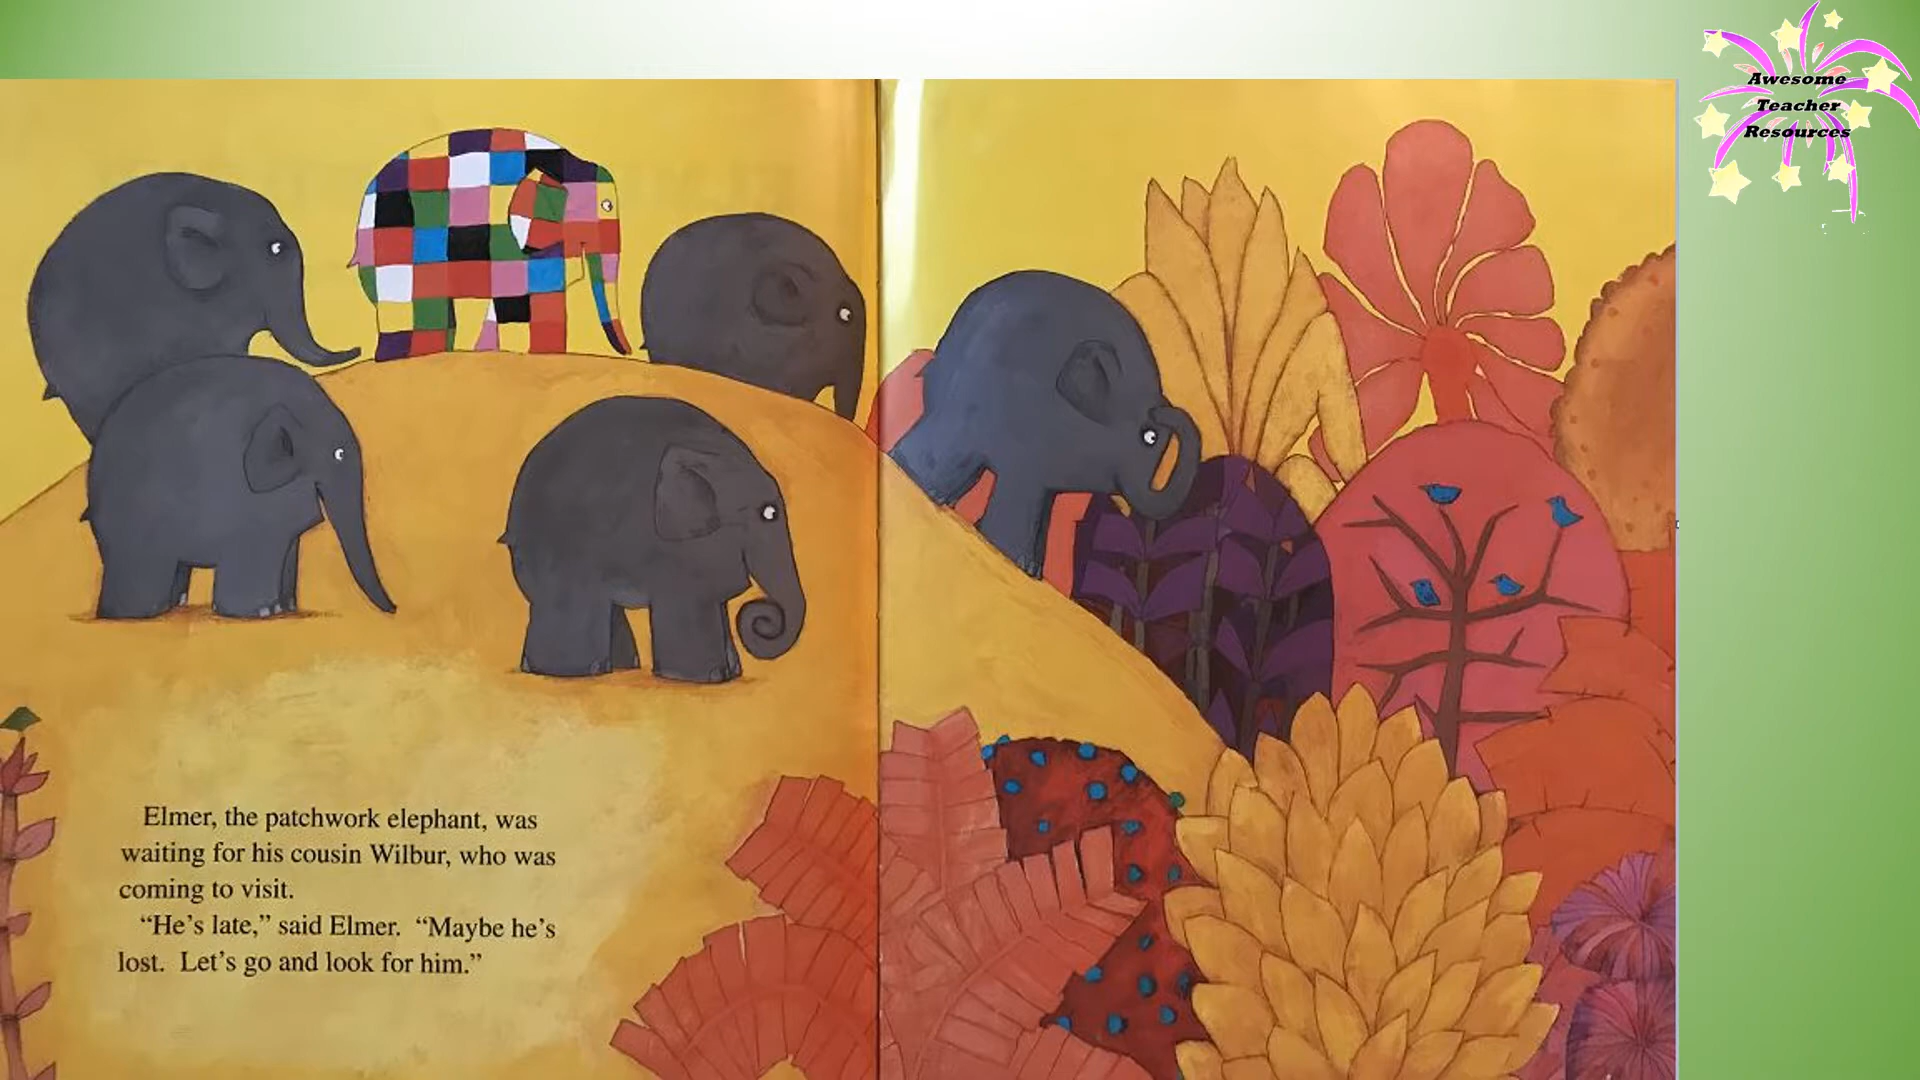 Awesome
Teacher
Resources
Elmer, the patchwork elephant, was
waiting for his cousin Wilbur, who was
coming to visit.
“He’s late,” said Elmer. “Maybe he’s
lost. Let’s go and look for him.”